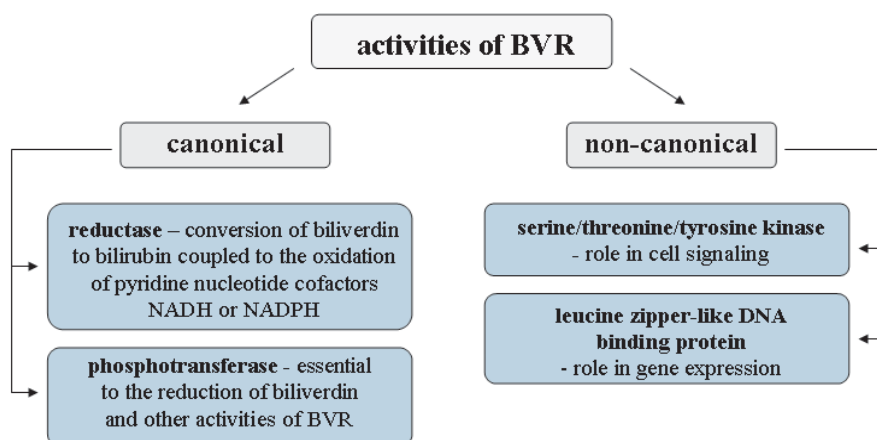 activities of BVR
canonical
non-canonical
reductase – conversion of biliverdin
to bilirubin coupled to the oxidation
of pyridine nucleotide cofactors
NADH or NADPH
phosphotransferase - essential
to the reduction of biliverdin
and other activities of BVR
serine/threonine/tyrosine kinase
- role in cell signaling
leucine zipper-like DNA
binding protein
- role in gene expression